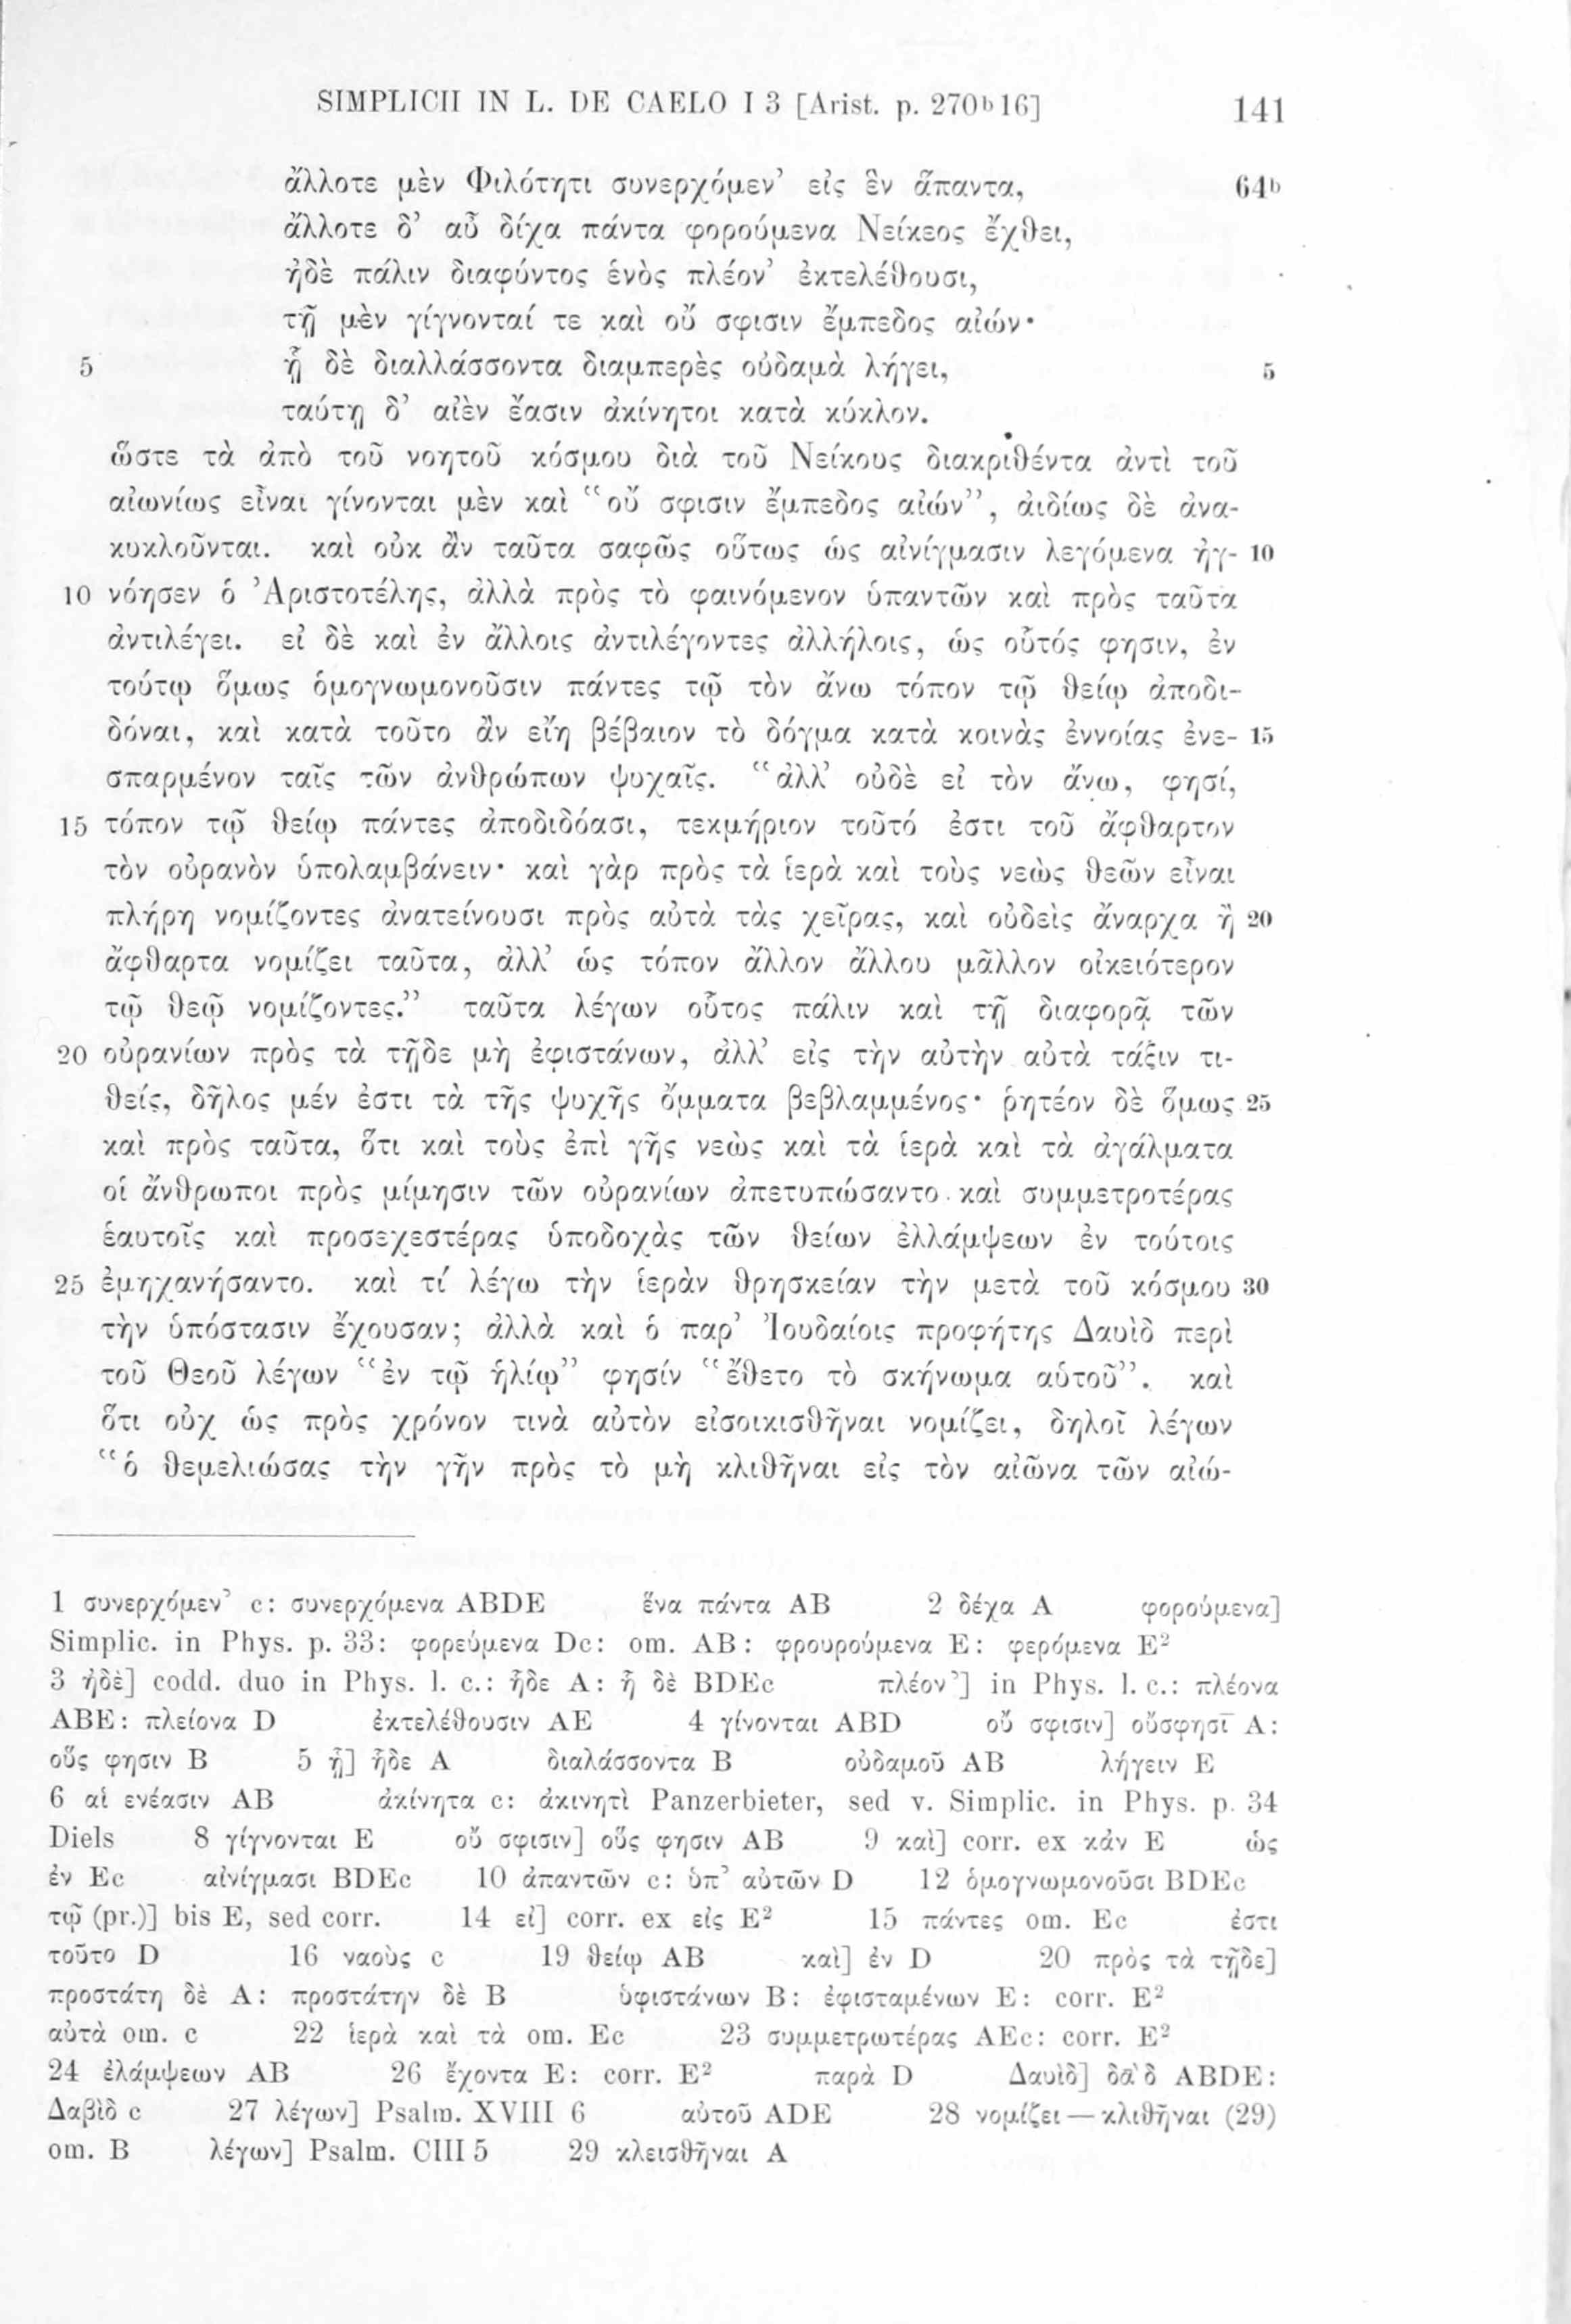 SIMPLICII IN L. DE CAELO I 3 [Arist. p. 270ᵇ16] 141
ἄλλοτε μὲν Φιλότητι συνερχόμεν’ εἰς ἓν ἅπαντα, 64ᵇ
ἄλλοτε δ’ αὖ δίχα πάντα φορούμενα Νείκεος ἔχθει,
ἠδὲ πάλιν διαφύντος ἑνὸς πλέον’ ἐκτελέθουσι,
τῇ μὲν γίγνονταί τε καὶ οὔ σφισιν ἔμπεδος αἰών·
5 ᾗ δὲ διαλλάσσοντα διαμπερὲς οὐδαμὰ λήγει, 5
ταύτῃ δ’ αἰὲν ἔασιν ἀκίνητοι κατὰ κύκλον.
ὥστε τὰ ἀπὸ τοῦ νοητοῦ κόσμου διὰ τοῦ Νείκους διακριθέντα ἀντὶ τοῦ
αἰωνίως εἶναι γίνονται μὲν καὶ “οὔ σφισιν ἔμπεδος αἰών”, ἀιδίως δὲ ἀνα-
κυκλοῦνται. καὶ οὐκ ἂν ταῦτα σαφῶς οὕτως ὡς αἰνίγμασιν λεγόμενα ἠγ- 10
10 νόησεν ὁ Ἀριστοτέλης, ἀλλὰ πρὸς τὸ φαινόμενον ὑπαντῶν καὶ πρὸς ταῦτα
ἀντιλέγει. εἰ δὲ καὶ ἐν ἄλλοις ἀντιλέγοντες ἀλλήλοις, ὡς οὗτός φησιν, ἐν
τούτῳ ὅμως ὁμογνωμονοῦσιν πάντες τῷ τὸν ἄνω τόπον τῷ θείῳ ἀποδι-
δόναι, καὶ κατὰ τοῦτο ἂν εἴη βέβαιον τὸ δόγμα κατὰ κοινὰς ἐννοίας ἐνε- 15
σπαρμένον ταῖς τῶν ἀνθρώπων ψυχαῖς. “ἀλλ’ οὐδὲ εἰ τὸν ἄνω, φησί,
15 τόπον τῷ θείῳ πάντες ἀποδιδόασι, τεκμήριον τοῦτό ἐστι τοῦ ἄφθαρτον
τὸν οὐρανὸν ὑπολαμβάνειν· καὶ γὰρ πρὸς τὰ ἱερὰ καὶ τοὺς νεὼς θεῶν εἶναι
πλήρη νομίζοντες ἀνατείνουσι πρὸς αὐτὰ τὰς χεῖρας, καὶ οὐδεὶς ἄναρχα ἢ 20
ἄφθαρτα νομίζει ταῦτα, ἀλλ’ ὡς τόπον ἄλλον ἄλλου μᾶλλον οἰκειότερον
τῷ θεῷ νομίζοντες.” ταῦτα λέγων οὗτος πάλιν καὶ τῇ διαφορᾷ τῶν
20 οὐρανίων πρὸς τὰ τῇδε μὴ ἐφιστάνων, ἀλλ’ εἰς τὴν αὐτὴν αὐτὰ τάξιν τι-
θείς, δῆλος μέν ἐστι τὰ τῆς ψυχῆς ὄμματα βεβλαμμένος· ῥητέον δὲ ὅμως 25
καὶ πρὸς ταῦτα, ὅτι καὶ τοὺς ἐπὶ γῆς νεὼς καὶ τὰ ἱερὰ καὶ τὰ ἀγάλματα
οἱ ἄνθρωποι πρὸς μίμησιν τῶν οὐρανίων ἀπετυπώσαντο καὶ συμμετροτέρας
ἑαυτοῖς καὶ προσεχεστέρας ὑποδοχὰς τῶν θείων ἐλλάμψεων ἐν τούτοις
25 ἐμηχανήσαντο. καὶ τί λέγω τὴν ἱερὰν θρησκείαν τὴν μετὰ τοῦ κόσμου 30
τὴν ὑπόστασιν ἔχουσαν; ἀλλὰ καὶ ὁ παρ’ Ἰουδαίοις προφήτης Δαυὶδ περὶ
τοῦ Θεοῦ λέγων “ἐν τῷ ἡλίῳ” φησίν “ἔθετο τὸ σκήνωμα αὑτοῦ”. καὶ
ὅτι οὐχ ὡς πρὸς χρόνον τινὰ αὐτὸν εἰσοικισθῆναι νομίζει, δηλοῖ λέγων
“ὁ θεμελιώσας τὴν γῆν πρὸς τὸ μὴ κλιθῆναι εἰς τὸν αἰῶνα τῶν αἰώ-
1 συνερχόμεν’ c: συνερχόμενα ABDE ἕνα πάντα AB 2 δέχα A φορούμενα]
Simplic. in Phys. p. 33: φορεύμενα Dc: om. AB: φρουρούμενα E: φερόμενα E²
3 ἠδὲ] codd. duo in Phys. l. c.: ἧδε A: ἢ δὲ BDEc πλέον’] in Phys. l. c.: πλέονα
ABE: πλείονα D ἐκτελέθουσιν AE 4 γίνονται ABD οὔ σφισιν] οὔσφησῑ A:
οὕς φησιν B 5 ᾗ] ἧδε A διαλάσσοντα B οὐδαμοῦ AB λήγειν E
6 αἱ ενέασιν AB ἀκίνητα c: ἀκινητὶ Panzerbieter, sed v. Simplic. in Phys. p. 34
Diels 8 γίγνονται E οὔ σφισιν] οὕς φησιν AB 9 καὶ] corr. ex κἀν E ὡς
ἐν Ec αἰνίγμασι BDEc 10 ἀπαντῶν c: ὑπ’ αὐτῶν D 12 ὁμογνωμονοῦσι BDEc
τῷ (pr.)] bis E, sed corr. 14 εἰ] corr. ex εἰς E² 15 πάντες om. Ec ἐστι
τοῦτο D 16 ναοὺς c 19 θείῳ AB καὶ] ἐν D 20 πρὸς τὰ τῇδε]
προστάτη δὲ A: προστάτην δὲ B ὑφιστάνων B: ἐφισταμένων E: corr. E²
αὐτὰ om. c 22 ἱερὰ καὶ τὰ om. Ec 23 συμμετρωτέρας AEc: corr. E²
24 ἐλάμψεων AB 26 ἔχοντα E: corr. E² παρὰ D Δαυὶδ] δᾱδ ABDE:
Δαβὶδ c 27 λέγων] Psalm. XVIII 6 αὐτοῦ ADE 28 νομίζει — κλιθῆναι (29)
om. B λέγων] Psalm. CIII 5 29 κλεισθῆναι A